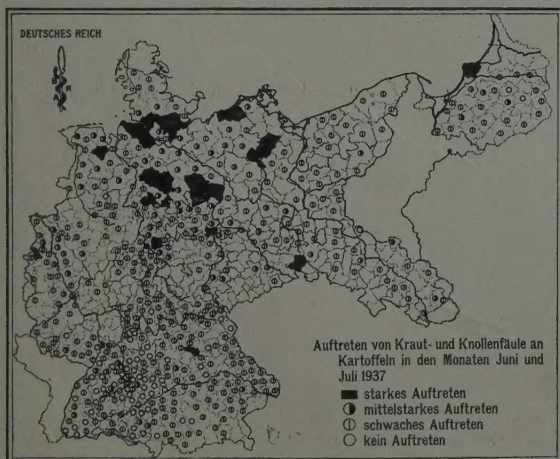 DEUTSCHES REICH
Auftreten von Kraut- und Knollenfäule an
Kartoffeln in den Monaten Juni und
Juli 1937
starkes Auftreten
mittelstarkes Auftreten
schwaches Auftreten
kein Auftreten